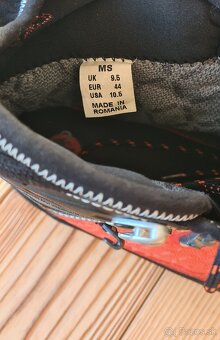 MS
UK 9.5
EUR 44
USA 10.5
MADE IN
ROMANIA